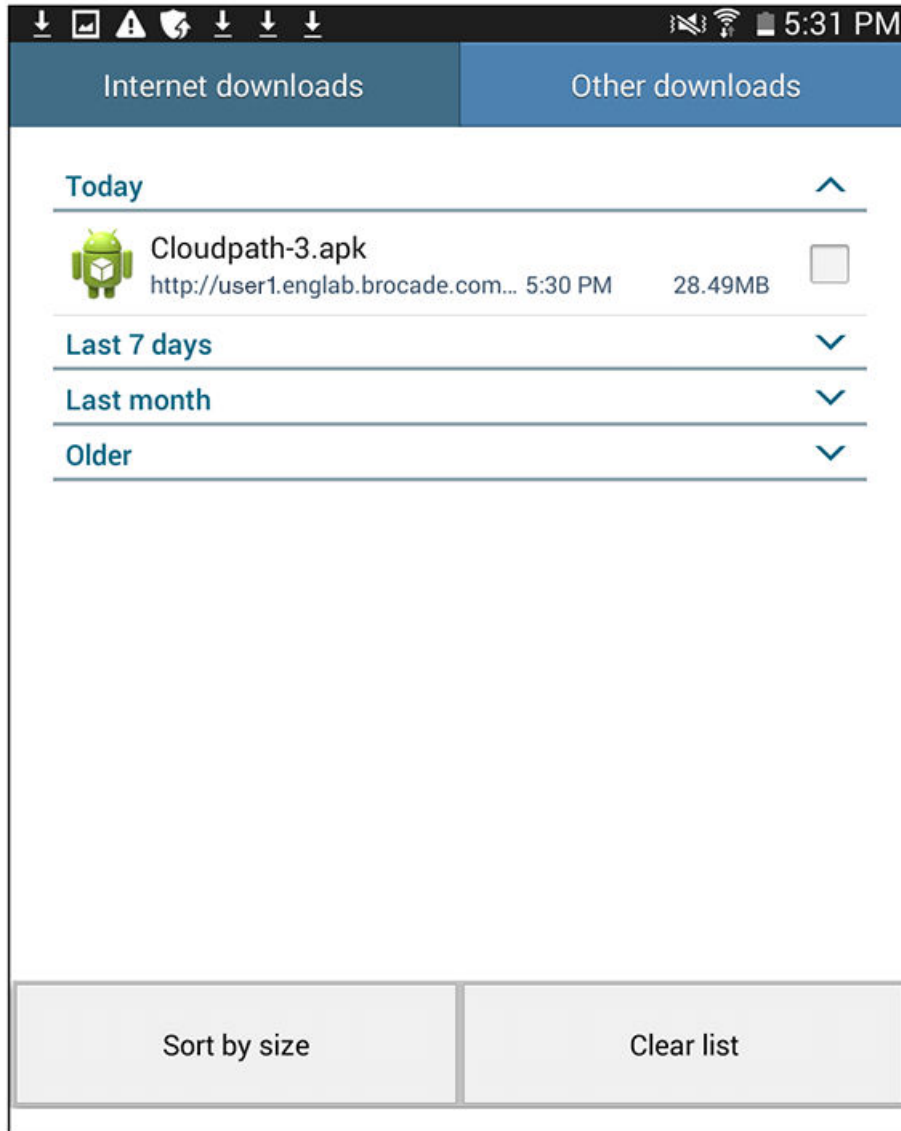 5:31 PM
Internet downloads Other downloads
Today
Cloudpath-3.apk
http://user1.englab.brocade.com... 5:30 PM 28.49MB
Last 7 days
Last month
Older
Sort by size Clear list